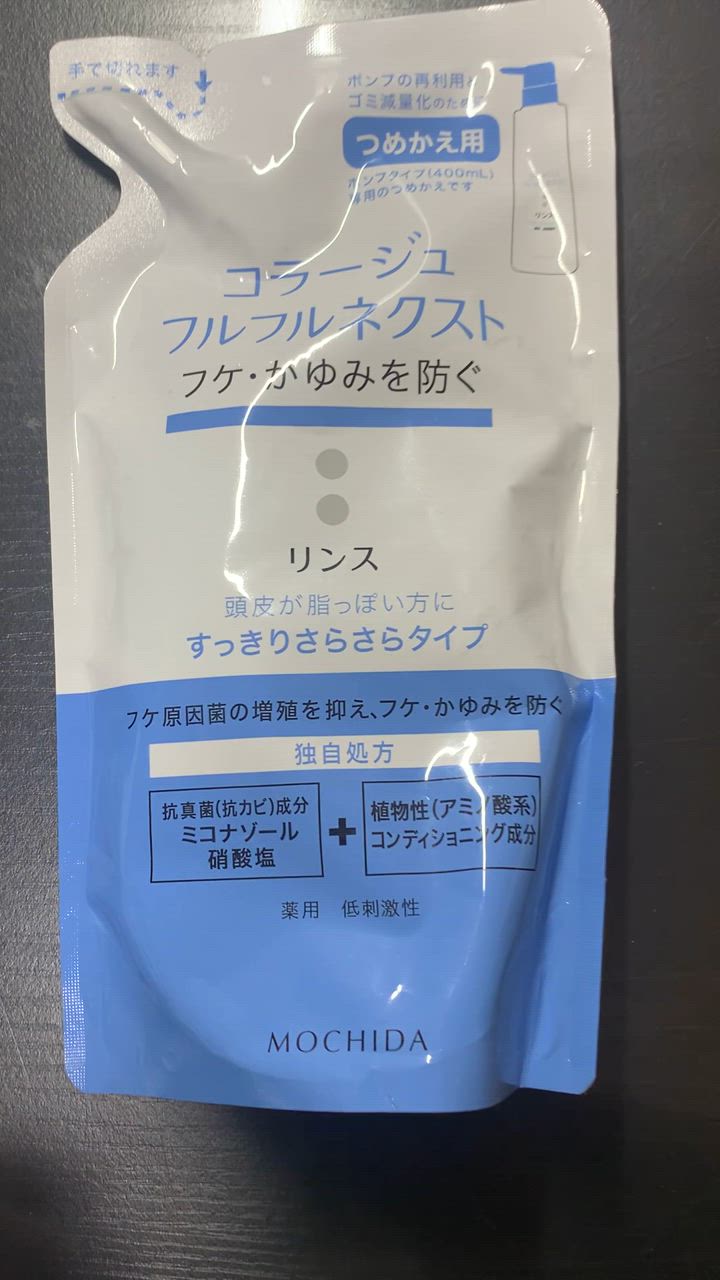 手で切れます
ポンプの再利用と
ゴミ減量化のために
つめかえ用
ポンプタイプ(400mL)
専用のつめかえです
リンス
コラージュ
フルフルネクスト
フケ・かゆみを防ぐ
リンス
頭皮が脂っぽい方に
すっきりさらさらタイプ
フケ原因菌の増殖を抑え、フケ・かゆみを防ぐ
独自処方
抗真菌(抗カビ)成分
ミコナゾール
硝酸塩
+
植物性(アミノ酸系)
コンディショニング成分
薬用 低刺激性
MOCHIDA